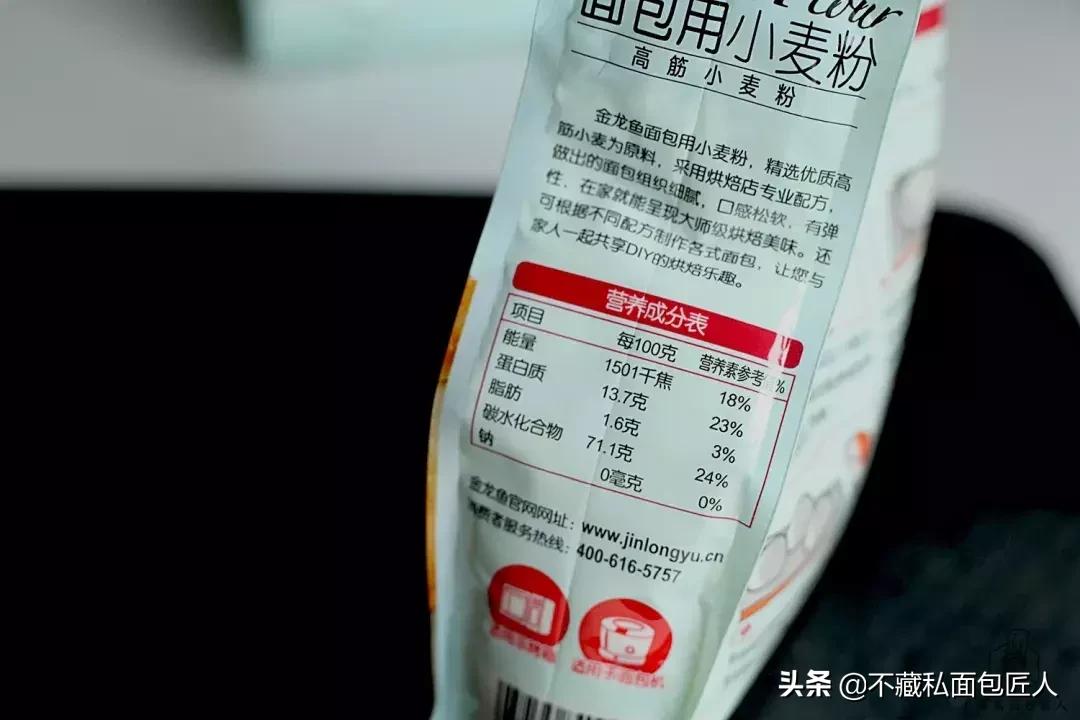 Flour
面包用小麦粉
高筋小麦粉
金龙鱼面包用小麦粉，精选优质高
筋小麦为原料，采用烘焙店专业配方，
做出的面包组织细腻，口感松软，有弹
性．在家就能呈现大师级烘焙美味。还
可根据不同配方制作各式面包，让您与
家人一起共享DIY的烘焙乐趣。
营养成分表
项目 每100克 营养素参考%
能量 1501千焦 18%
蛋白质 13.7克 23%
脂肪 1.6克 3%
碳水化合物 71.1克 24%
钠 0毫克 0%
金龙鱼官网网址：www.jinlongyu.cn
消费者服务热线：400-616-5757
适用于面包机
头条 @不藏私面包匠人